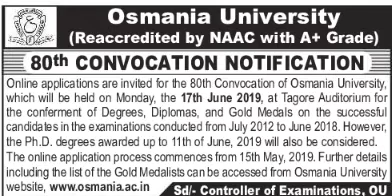 Osmania University
(Reaccredited by NAAC with A+ Grade)
80th CONVOCATION NOTIFICATION
Online applications are invited for the 80th Convocation of Osmania University,
which will be held on Monday, the 17th June 2019, at Tagore Auditorium for
the conferment of Degrees, Diplomas, and Gold Medals on the successful
candidates in the examinations conducted from July 2012 to June 2018. However,
the Ph.D. degrees awarded up to 11th of June, 2019 will also be considered.
The online application process commences from 15th May, 2019. Further details
including the list of the Gold Medalists can be accessed from Osmania University
website, www.osmania.ac.in
Sd/- Controller of Examinations, O